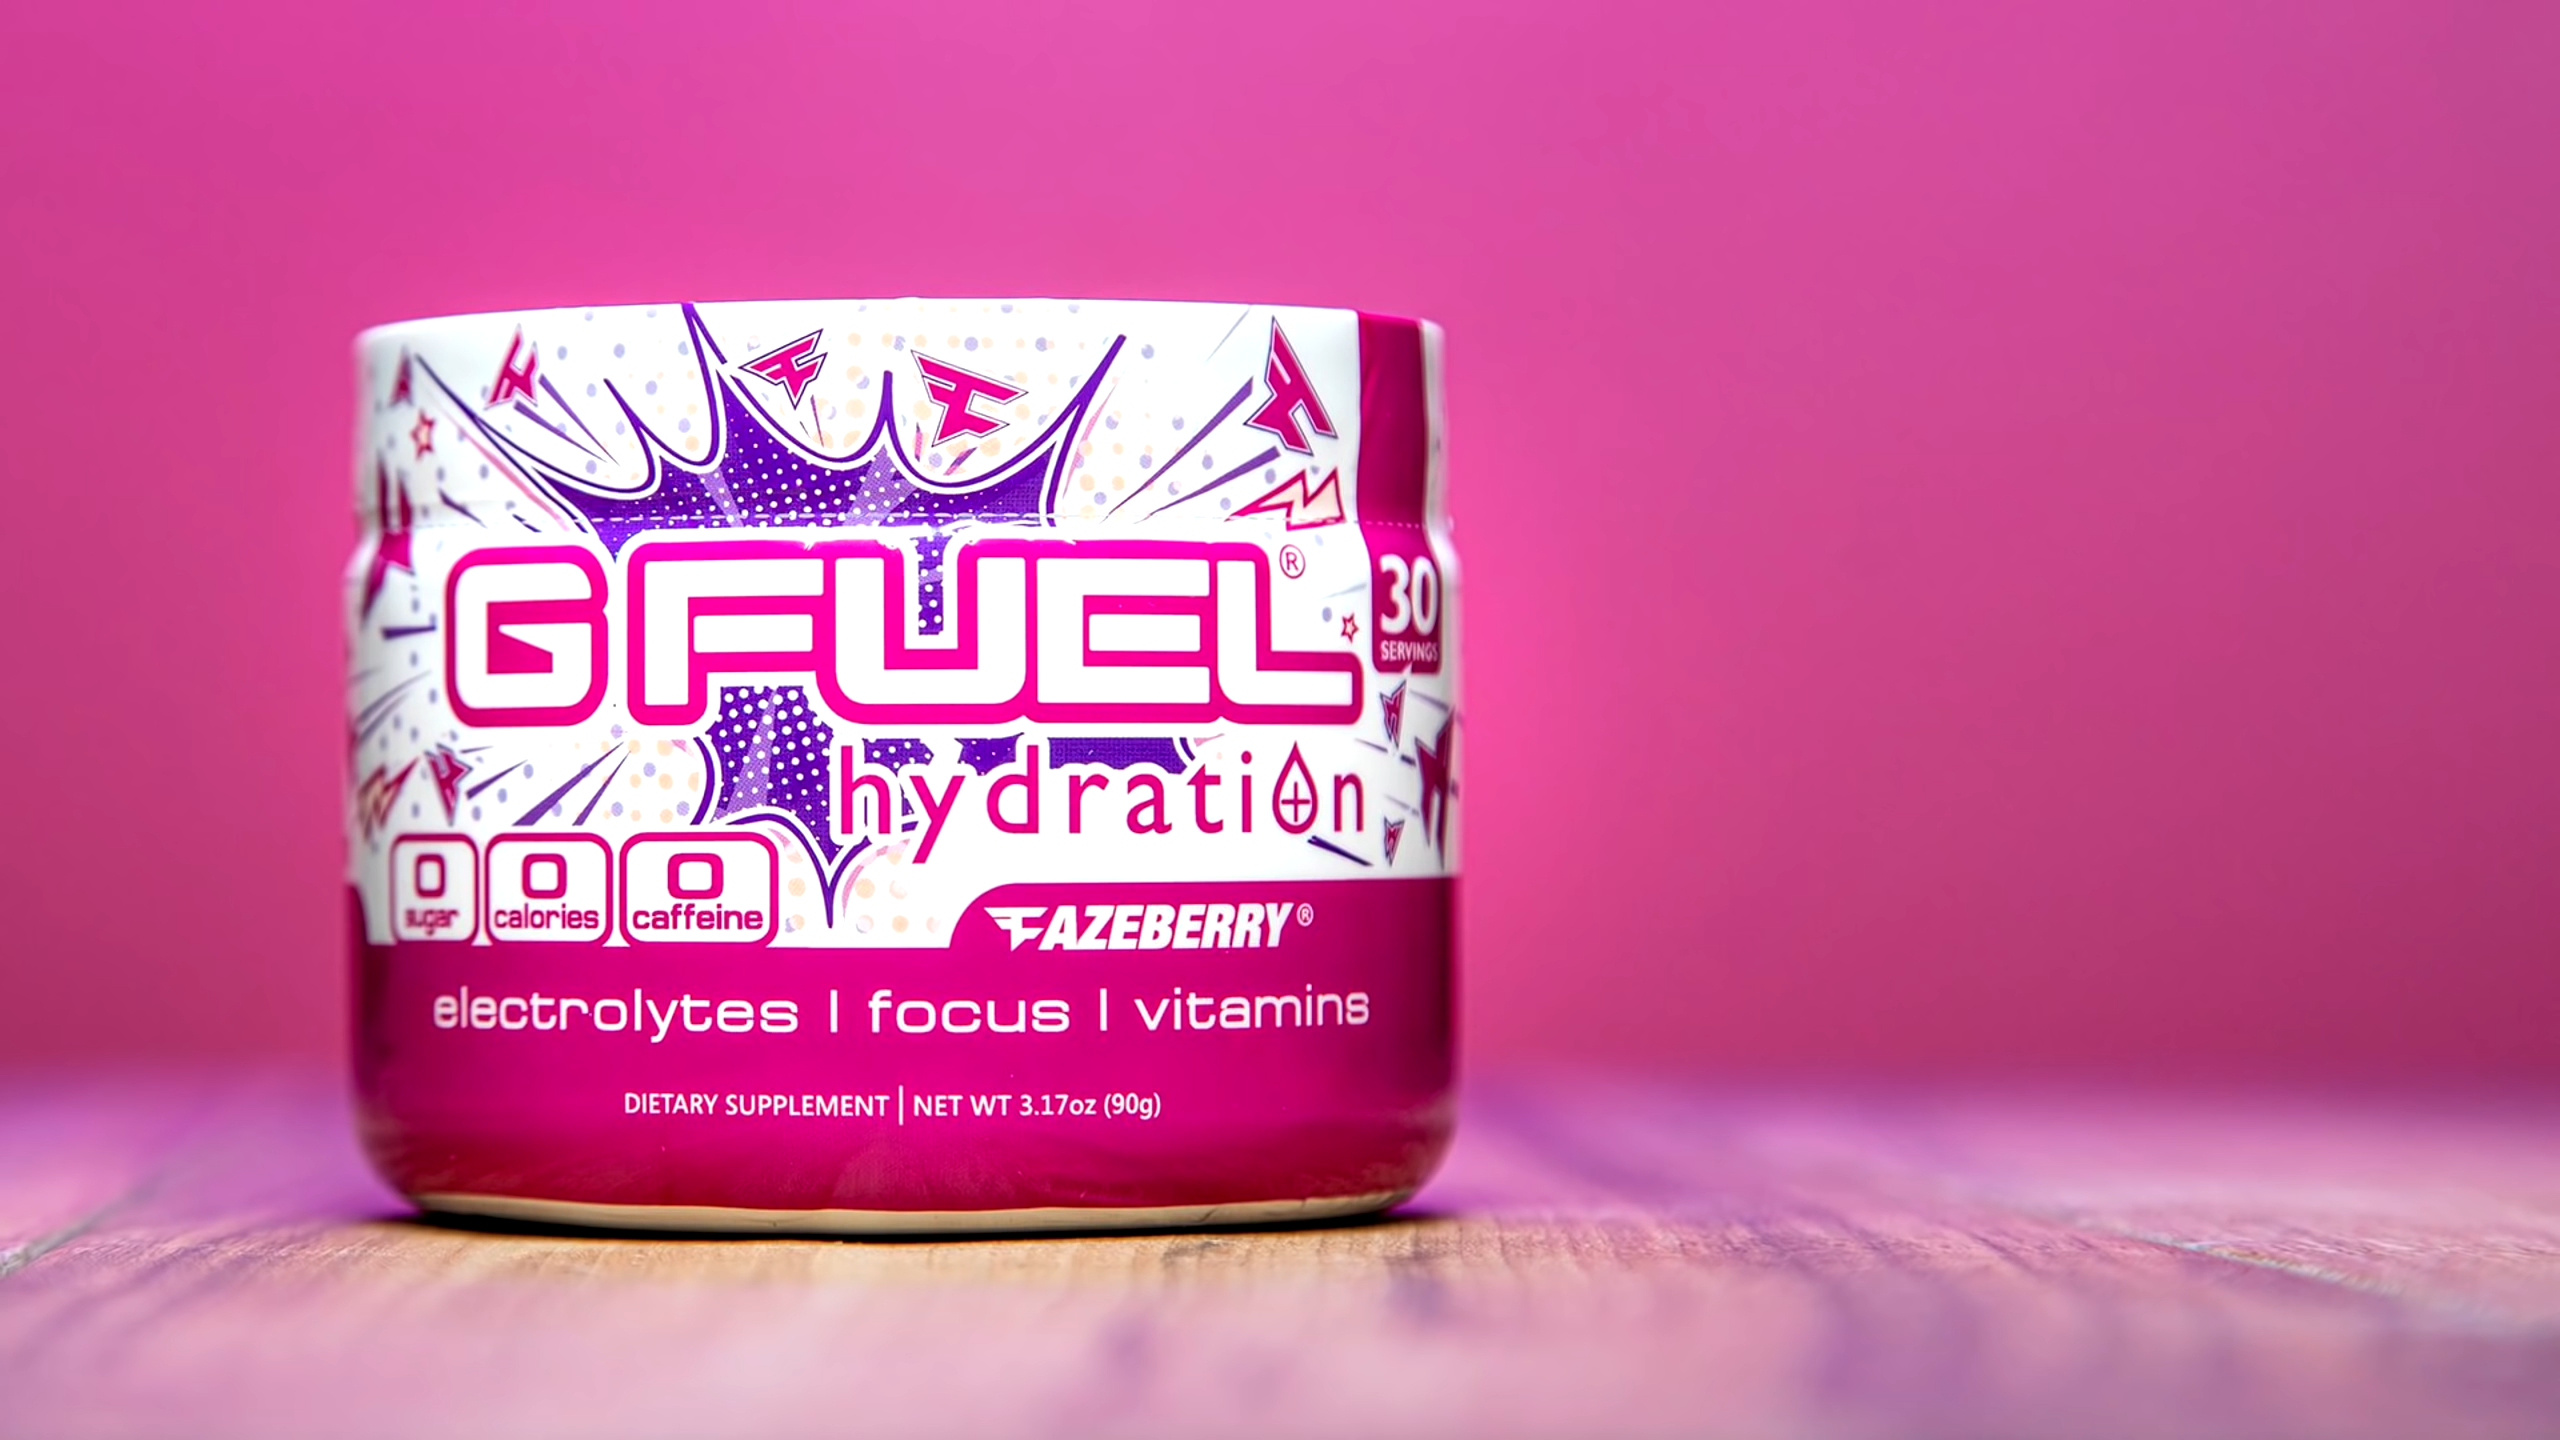 G FUEL®
30
SERVINGS
hydration
0 sugar
0 calories
0 caffeine
FAZEBERRY®
electrolytes | focus | vitamins
DIETARY SUPPLEMENT | NET WT 3.17oz (90g)